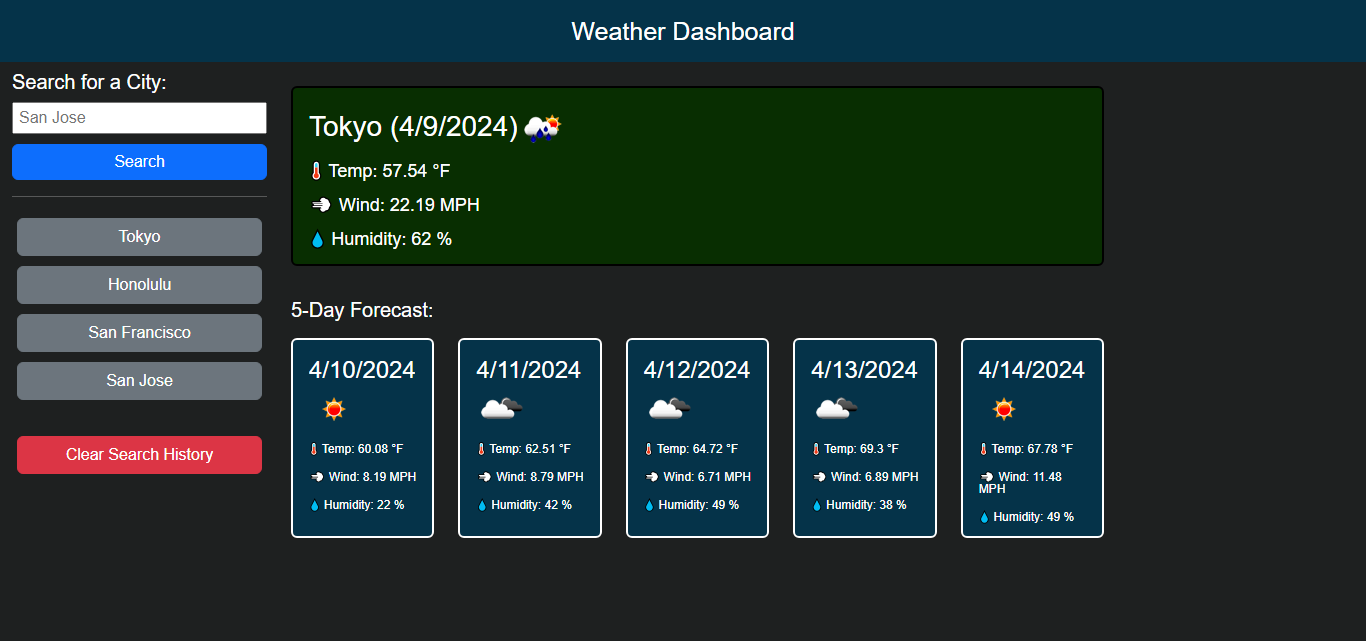 Weather Dashboard
Search for a City:
San Jose
Search
Tokyo
Honolulu
San Francisco
San Jose
Clear Search History
Tokyo (4/9/2024)
Temp: 57.54 °F
Wind: 22.19 MPH
Humidity: 62 %
5-Day Forecast:
4/10/2024
Temp: 60.08 °F
Wind: 8.19 MPH
Humidity: 22 %
4/11/2024
Temp: 62.51 °F
Wind: 8.79 MPH
Humidity: 42 %
4/12/2024
Temp: 64.72 °F
Wind: 6.71 MPH
Humidity: 49 %
4/13/2024
Temp: 69.3 °F
Wind: 6.89 MPH
Humidity: 38 %
4/14/2024
Temp: 67.78 °F
Wind: 11.48
MPH
Humidity: 49 %